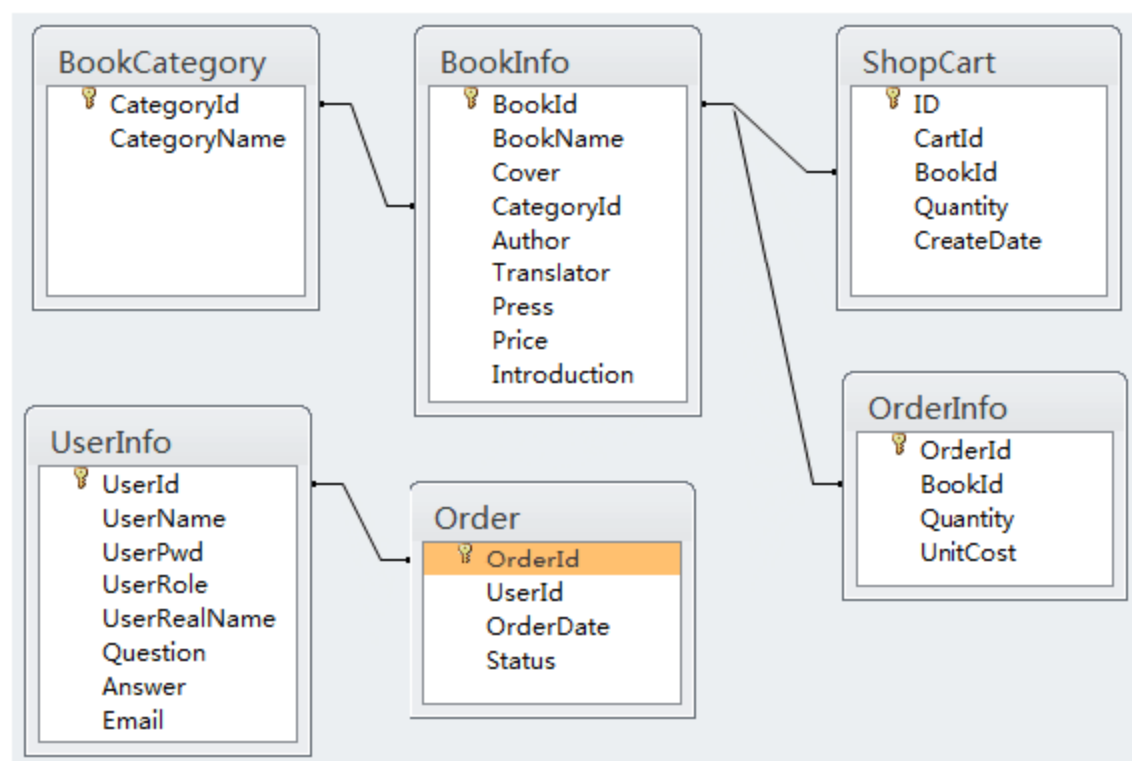 BookCategory
CategoryId
CategoryName
BookInfo
BookId
BookName
Cover
CategoryId
Author
Translator
Press
Price
Introduction
ShopCart
ID
CartId
BookId
Quantity
CreateDate
UserInfo
UserId
UserName
UserPwd
UserRole
UserRealName
Question
Answer
Email
Order
OrderId
UserId
OrderDate
Status
OrderInfo
OrderId
BookId
Quantity
UnitCost